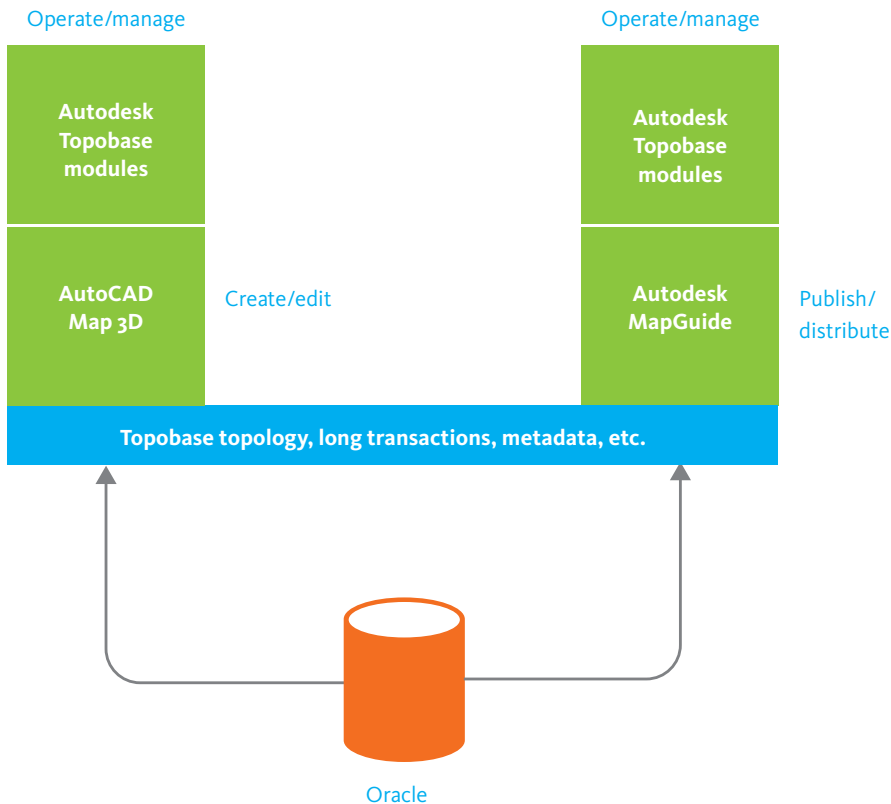 Operate/manage
Operate/manage
Autodesk
Topobase
modules
Autodesk
Topobase
modules
AutoCAD
Map 3D
Create/edit
Autodesk
MapGuide
Publish/
distribute
Topobase topology, long transactions, metadata, etc.
Oracle